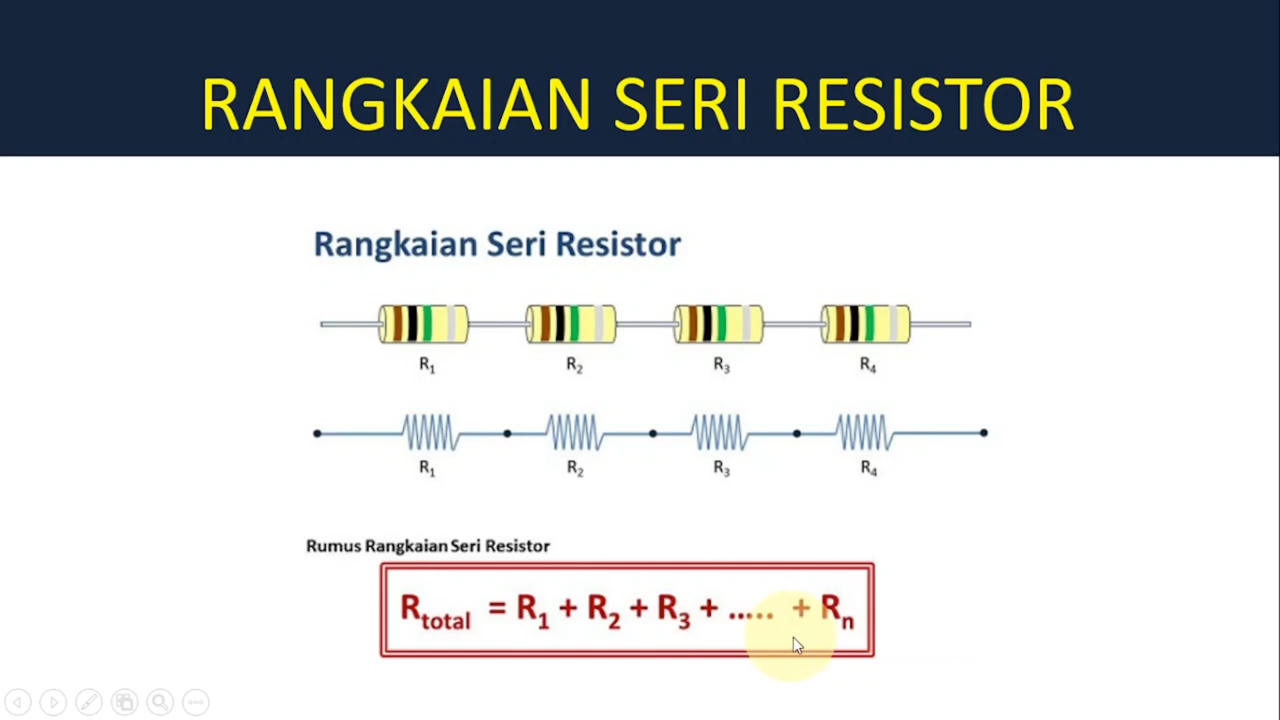 RANGKAIAN SERI RESISTOR
Rangkaian Seri Resistor
R₁ R₂ R₃ R₄
R₁ R₂ R₃ R₄
Rumus Rangkaian Seri Resistor
R_total = R₁ + R₂ + R₃ + ..... + Rₙ